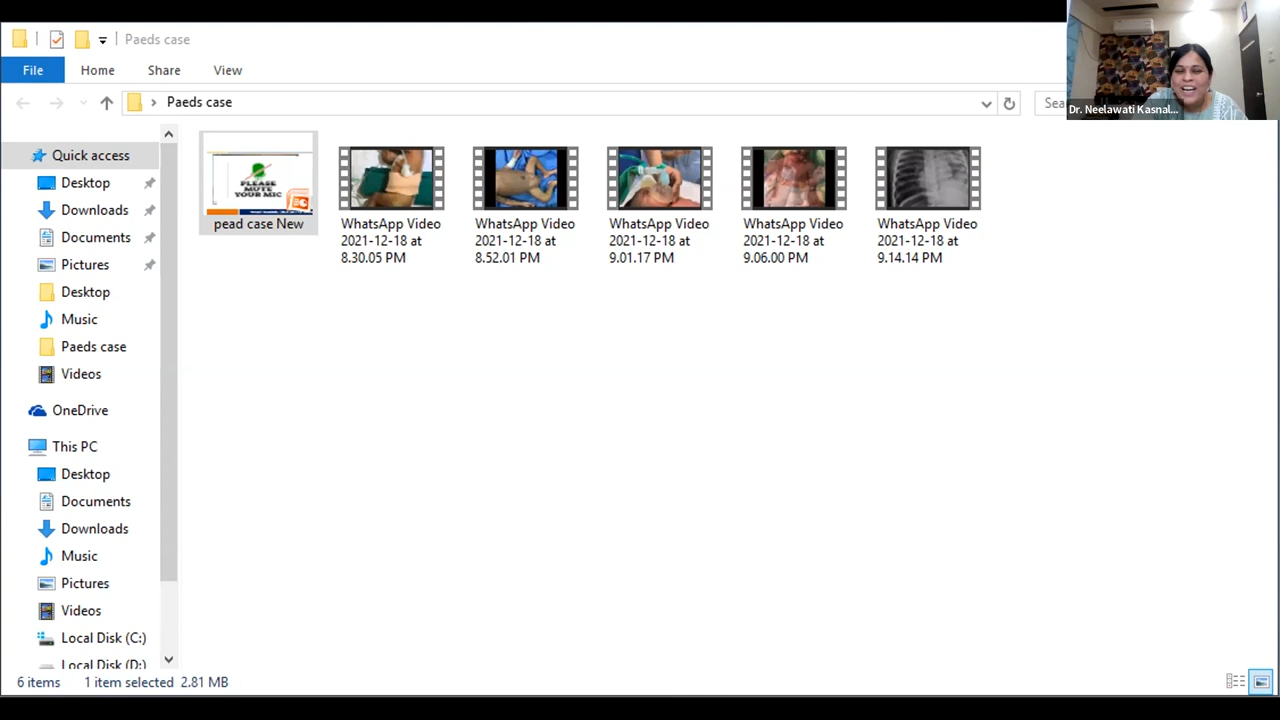 Paeds case
File Home Share View
Paeds case
Sea
Dr. Neelawati Kasnal...
Quick access
Desktop
Downloads
Documents
Pictures
Desktop
Music
Paeds case
Videos
OneDrive
This PC
Desktop
Documents
Downloads
Music
Pictures
Videos
Local Disk (C:)
Local Disk (D:)
PLEASE
MUTE
YOUR MIC
pead case New
WhatsApp Video
2021-12-18 at
8.30.05 PM
WhatsApp Video
2021-12-18 at
8.52.01 PM
WhatsApp Video
2021-12-18 at
9.01.17 PM
WhatsApp Video
2021-12-18 at
9.06.00 PM
WhatsApp Video
2021-12-18 at
9.14.14 PM
6 items 1 item selected 2.81 MB